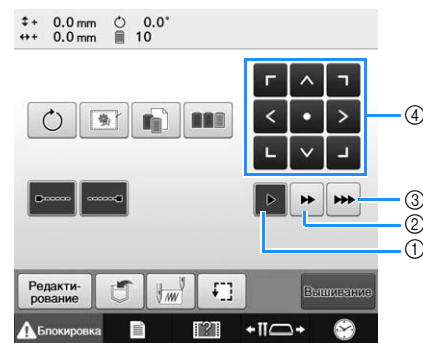 + 0.0 mm 0.0°
+ 0.0 mm 10
④
③
②
①
Редакти-
рование
Вышивание
Блокировка
?